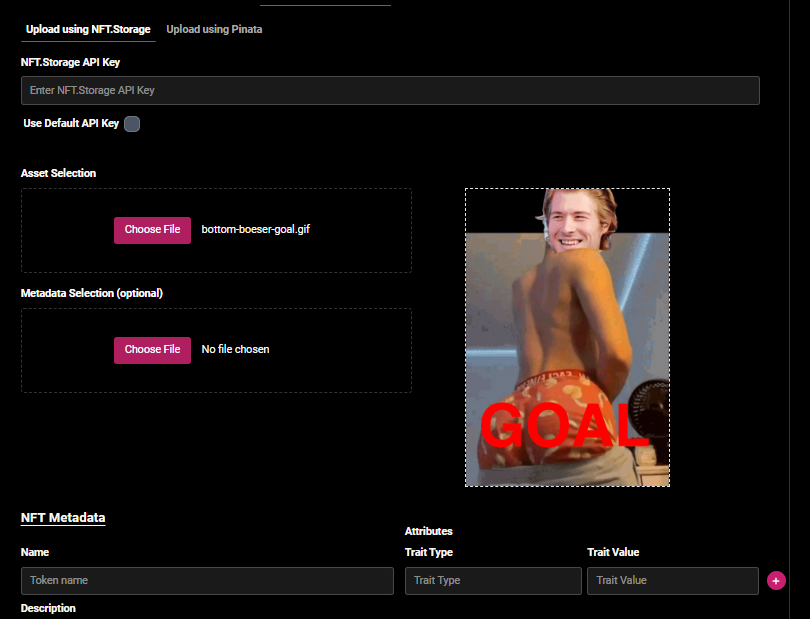 Upload using NFT.Storage Upload using Pinata
NFT.Storage API Key
Enter NFT.Storage API Key
Use Default API Key
Asset Selection
Choose File bottom-boeser-goal.gif
Metadata Selection (optional)
Choose File No file chosen
GOAL
NFT Metadata
Attributes
Name Trait Type Trait Value
Token name Trait Type Trait Value
Description